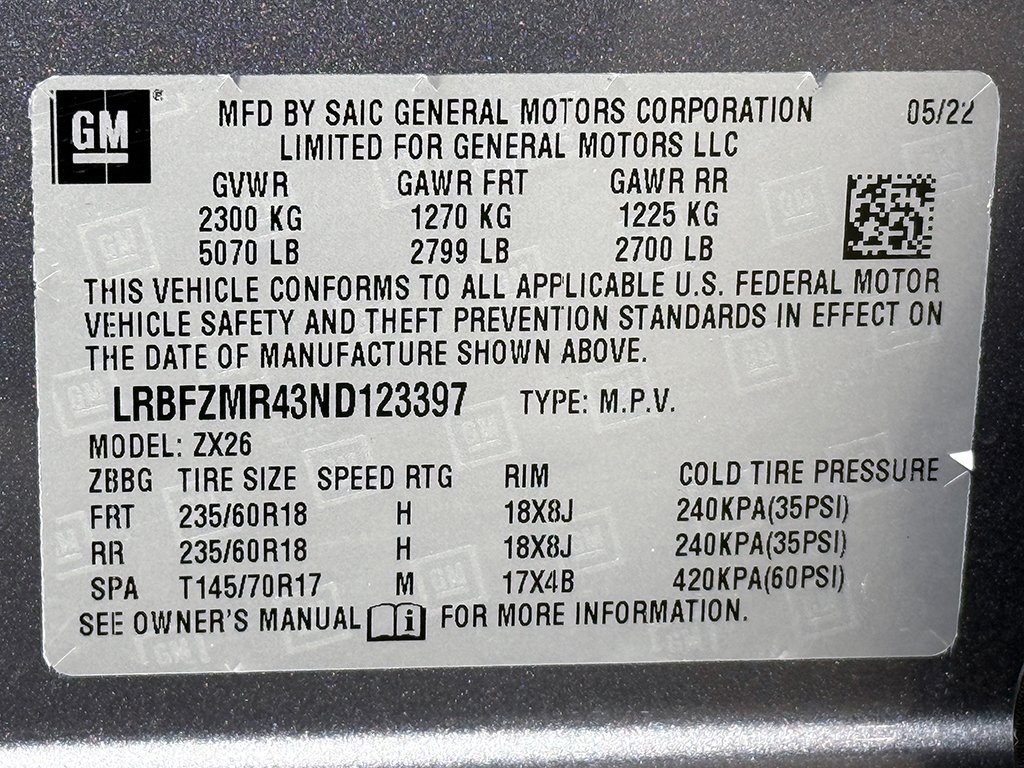 GM ®
MFD BY SAIC GENERAL MOTORS CORPORATION 05/22
LIMITED FOR GENERAL MOTORS LLC
GVWR GAWR FRT GAWR RR
2300 KG 1270 KG 1225 KG
5070 LB 2799 LB 2700 LB
THIS VEHICLE CONFORMS TO ALL APPLICABLE U.S. FEDERAL MOTOR
VEHICLE SAFETY AND THEFT PREVENTION STANDARDS IN EFFECT ON
THE DATE OF MANUFACTURE SHOWN ABOVE.
LRBFZMR43ND123397 TYPE: M.P.V.
MODEL: ZX26
ZBBG TIRE SIZE SPEED RTG RIM COLD TIRE PRESSURE
FRT 235/60R18 H 18X8J 240KPA(35PSI)
RR 235/60R18 H 18X8J 240KPA(35PSI)
SPA T145/70R17 M 17X4B 420KPA(60PSI)
SEE OWNER'S MANUAL i FOR MORE INFORMATION.